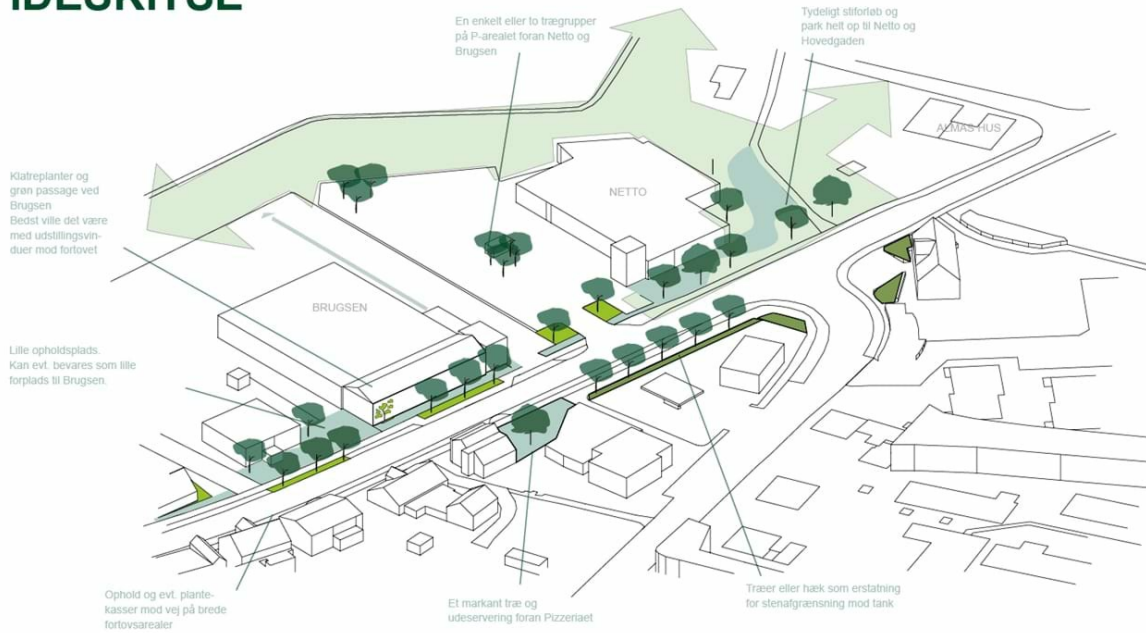 IDÉSKITSE
En enkelt eller to trægrupper
på P-arealet foran Netto og
Brugsen
Tydeligt stiforløb og
park helt op til Netto og
Hovedgaden
ALMAS HUS
Klatreplanter og
grøn passage ved
Brugsen
Bedst ville det være
med udstillingsvin-
duer mod fortovet
NETTO
BRUGSEN
Lille opholdsplads.
Kan evt. bevares som lille
forplads til Brugsen.
Ophold og evt. plante-
kasser mod vej på brede
fortovsarealer
Et markant træ og
udeservering foran Pizzeriaet
Træer eller hæk som erstatning
for stenafgrænsning mod tank